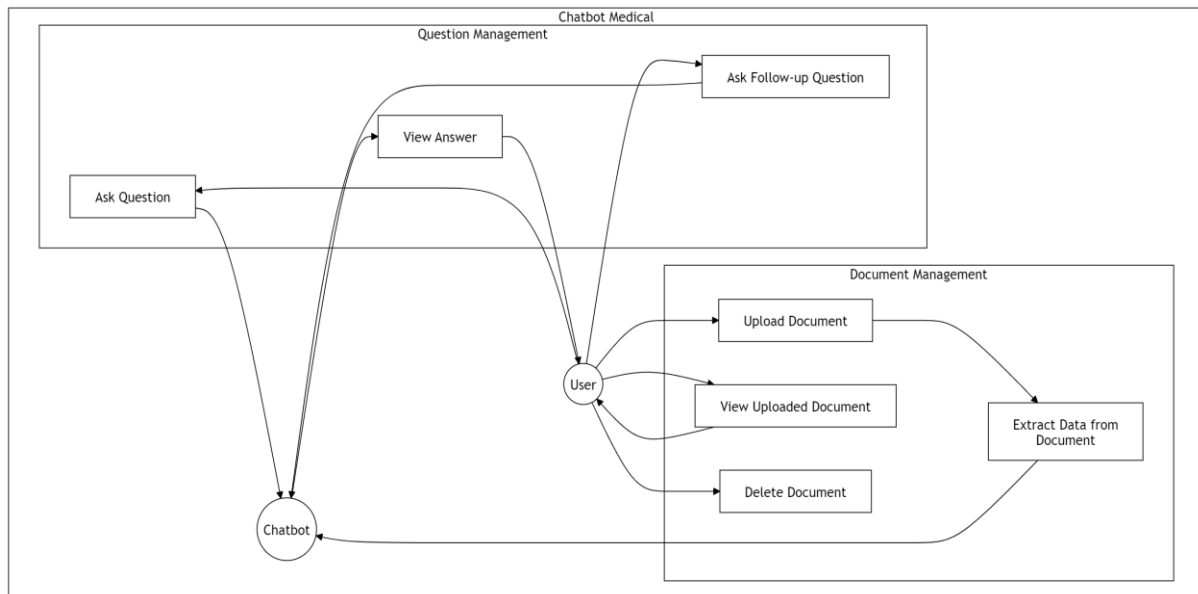 Chatbot Medical
Question Management
Ask Follow-up Question
View Answer
Ask Question
Document Management
Upload Document
User
View Uploaded Document
Extract Data from
Document
Delete Document
Chatbot